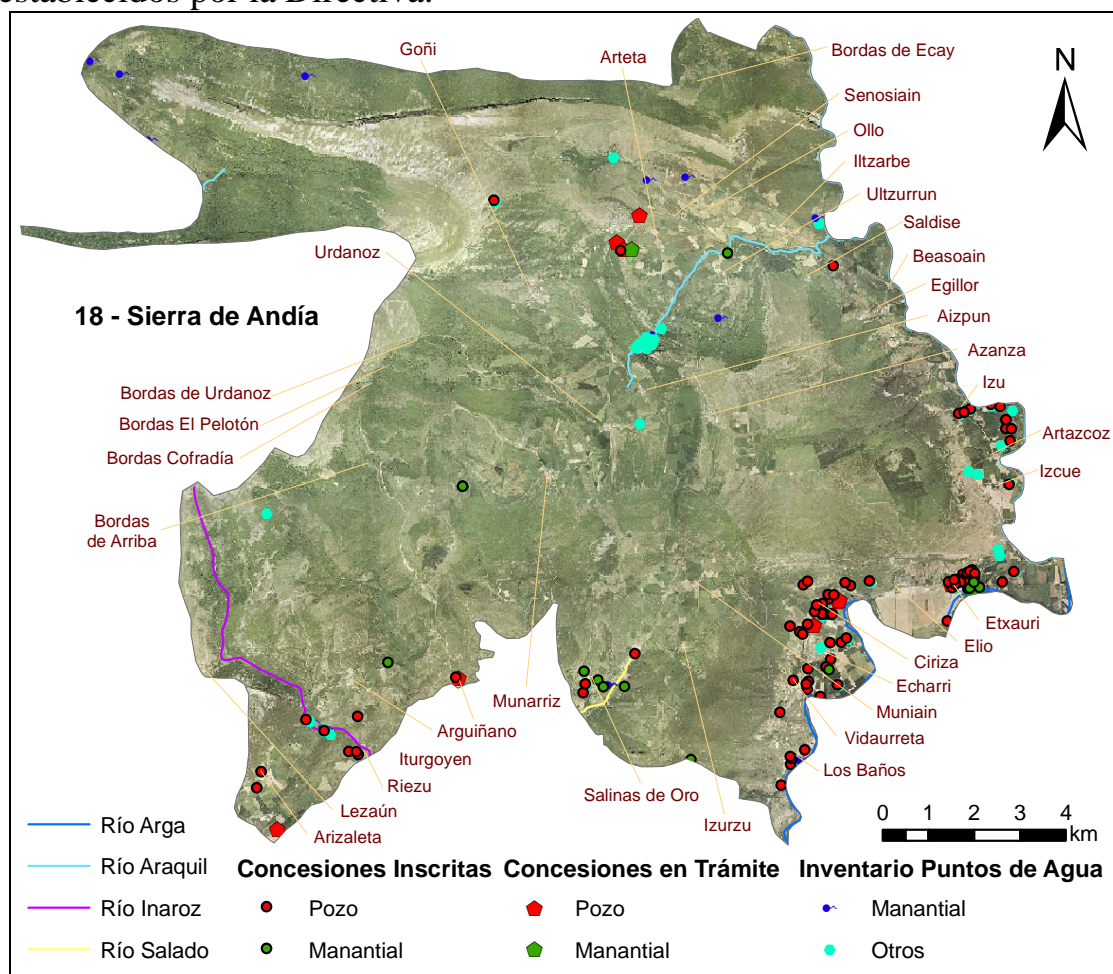 establecidos por la Directiva.
Goñi
Arteta
Bordas de Ecay
N
Senosiain
Ollo
Iltzarbe
Ultzurrun
Urdanoz
Saldise
Beasoain
Egillor
18 - Sierra de Andía
Aizpun
Azanza
Bordas de Urdanoz
Izu
Bordas El Pelotón
Artazcoz
Bordas Cofradía
Izcue
Bordas
de Arriba
Etxauri
Elio
Ciriza
Echarri
Munarriz
Muniain
Arguiñano
Vidaurreta
Iturgoyen
Riezu
Los Baños
Salinas de Oro
Lezaún
Izurzu
Arizaleta
0 1 2 3 4
km
Río Arga
Río Araquil
Río Inaroz
Río Salado
Concesiones Inscritas
Pozo
Manantial
Concesiones en Trámite
Pozo
Manantial
Inventario Puntos de Agua
Manantial
Otros